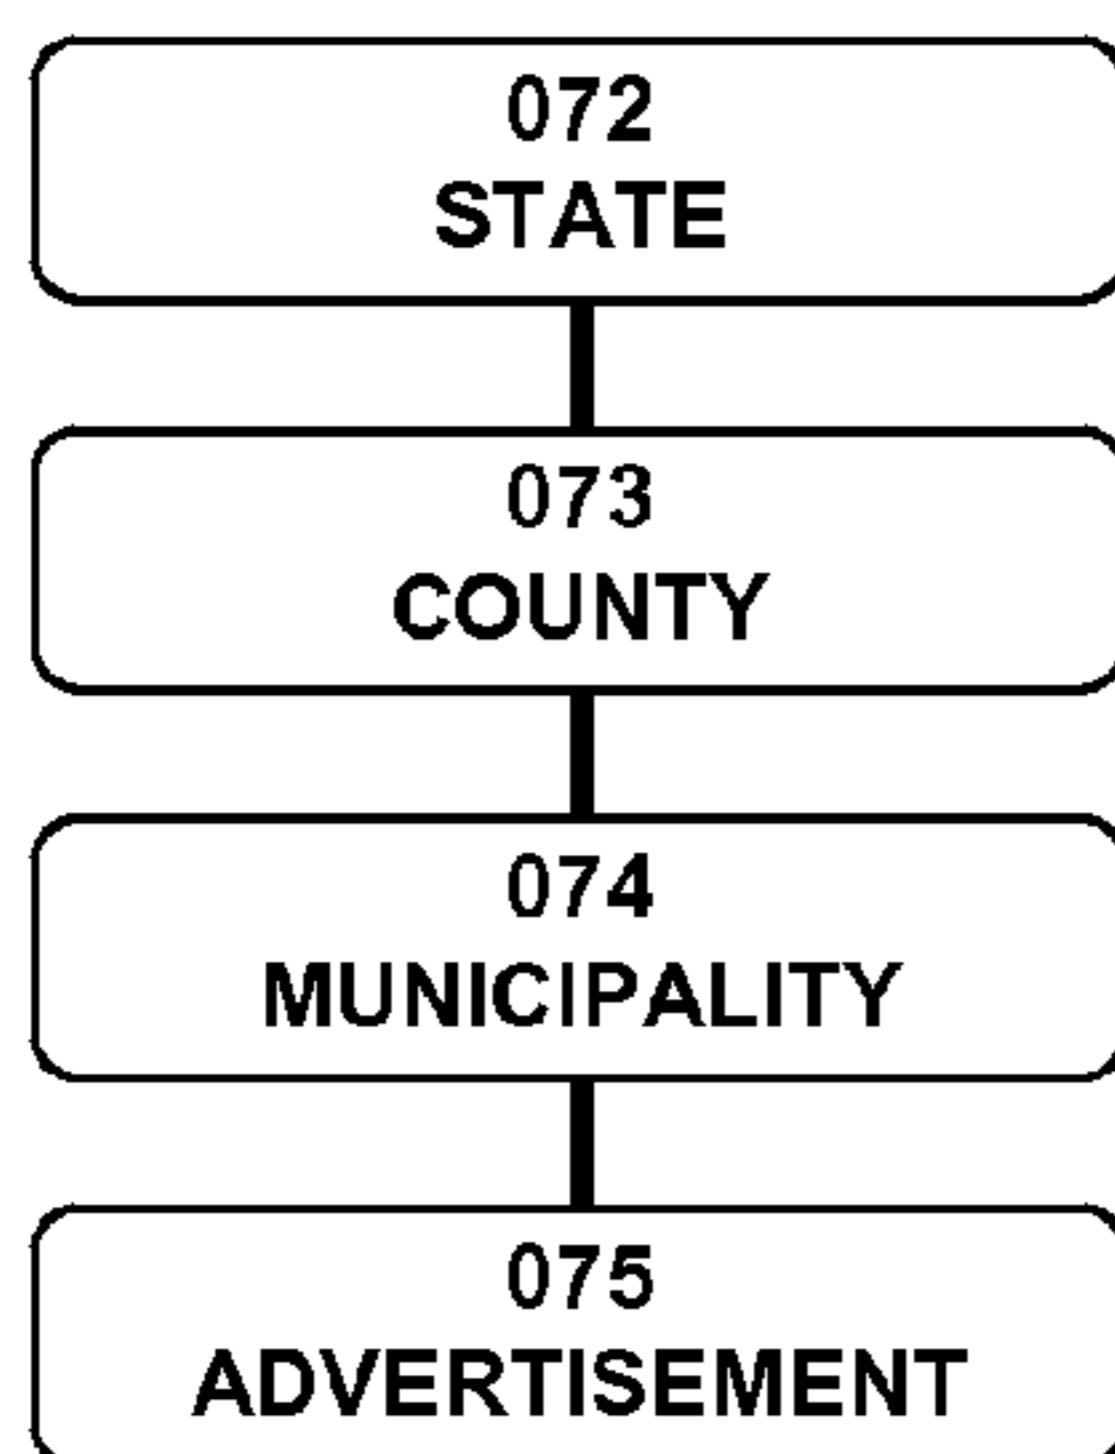 072
STATE
073
COUNTY
074
MUNICIPALITY
075
ADVERTISEMENT